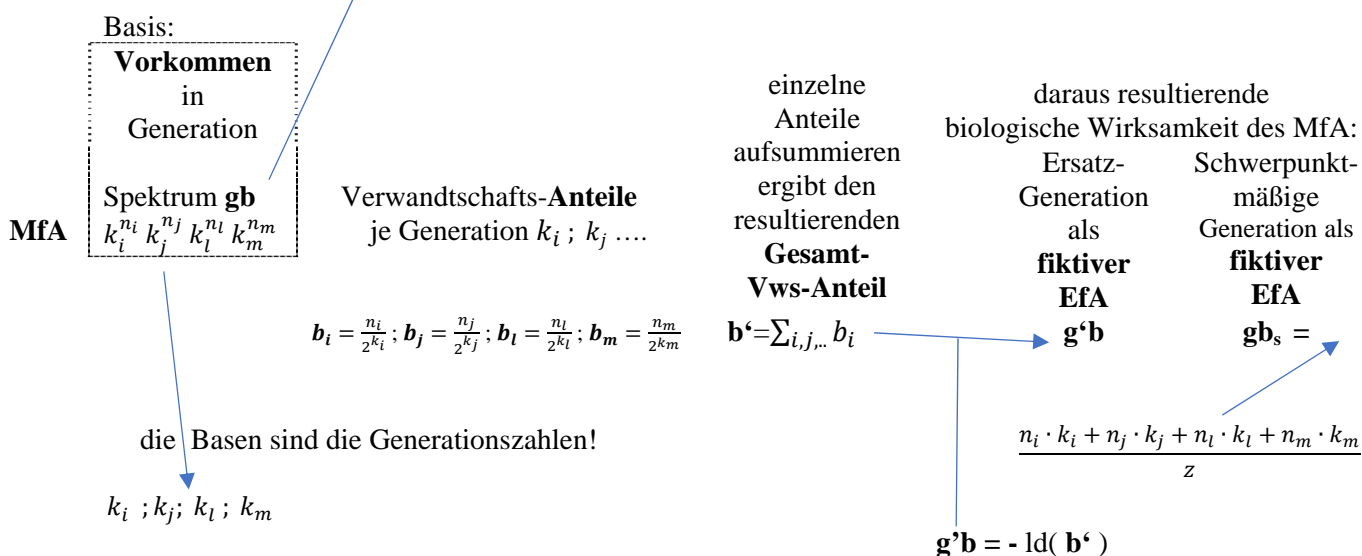 Basis:
Vorkommen
in
Generation
Spektrum gb
MfA
k_i^{n_i} k_j^{n_j} k_l^{n_l} k_m^{n_m}
Verwandtschafts-Anteile
je Generation k_i ; k_j ….
b_i = n_i/2^{k_i} ; b_j = n_j/2^{k_j} ; b_l = n_l/2^{k_l} ; b_m = n_m/2^{k_m}
einzelne
Anteile
aufsummieren
ergibt den
resultierenden
Gesamt-
Vws-Anteil
b‘=∑_{i,j,..} b_i
daraus resultierende
biologische Wirksamkeit des MfA:
Ersatz-
Generation
als
fiktiver
EfA
g‘b
Schwerpunkt-
mäßige
Generation als
fiktiver
EfA
gb_s =
(n_i · k_i + n_j · k_j + n_l · k_l + n_m · k_m)/z
die Basen sind die Generationszahlen!
k_i ; k_j; k_l ; k_m
g’b = - ld( b‘ )